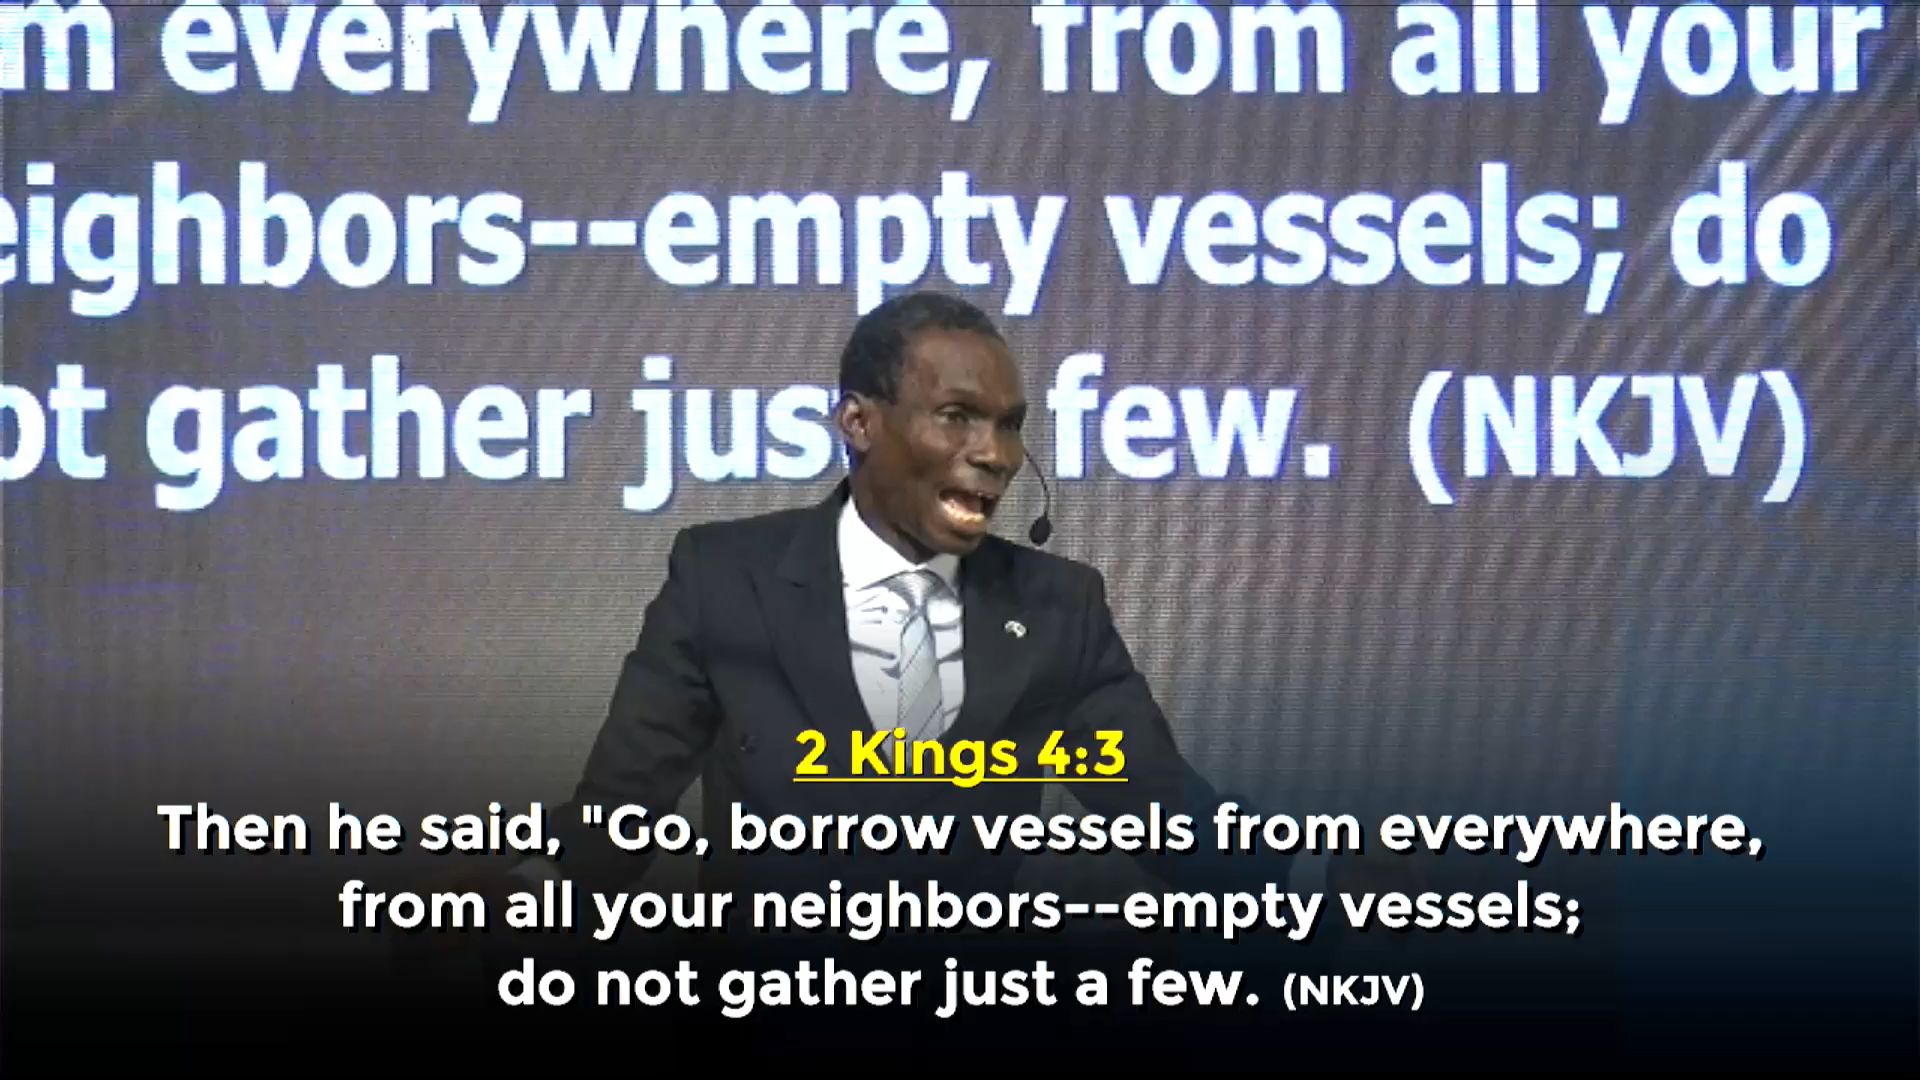 m everywhere, from all your
eighbors--empty vessels; do
ot gather just few. (NKJV)
2 Kings 4:3
Then he said, "Go, borrow vessels from everywhere,
from all your neighbors--empty vessels;
do not gather just a few. (NKJV)